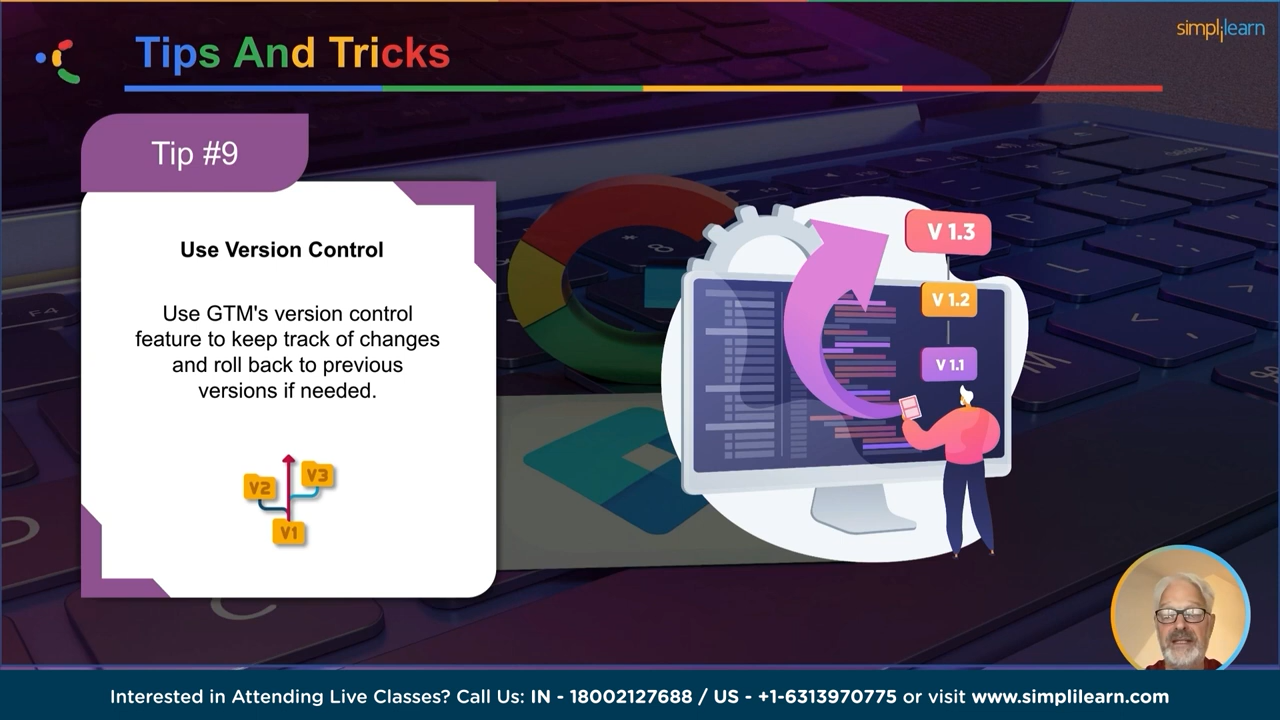 Tips And Tricks
simplilearn
Tip #9
Use Version Control
Use GTM's version control
feature to keep track of changes
and roll back to previous
versions if needed.
V2
V3
V1
V 1.3
V 1.2
V 1.1
F4
Interested in Attending Live Classes? Call Us: IN - 18002127688 / US - +1-6313970775 or visit www.simplilearn.com